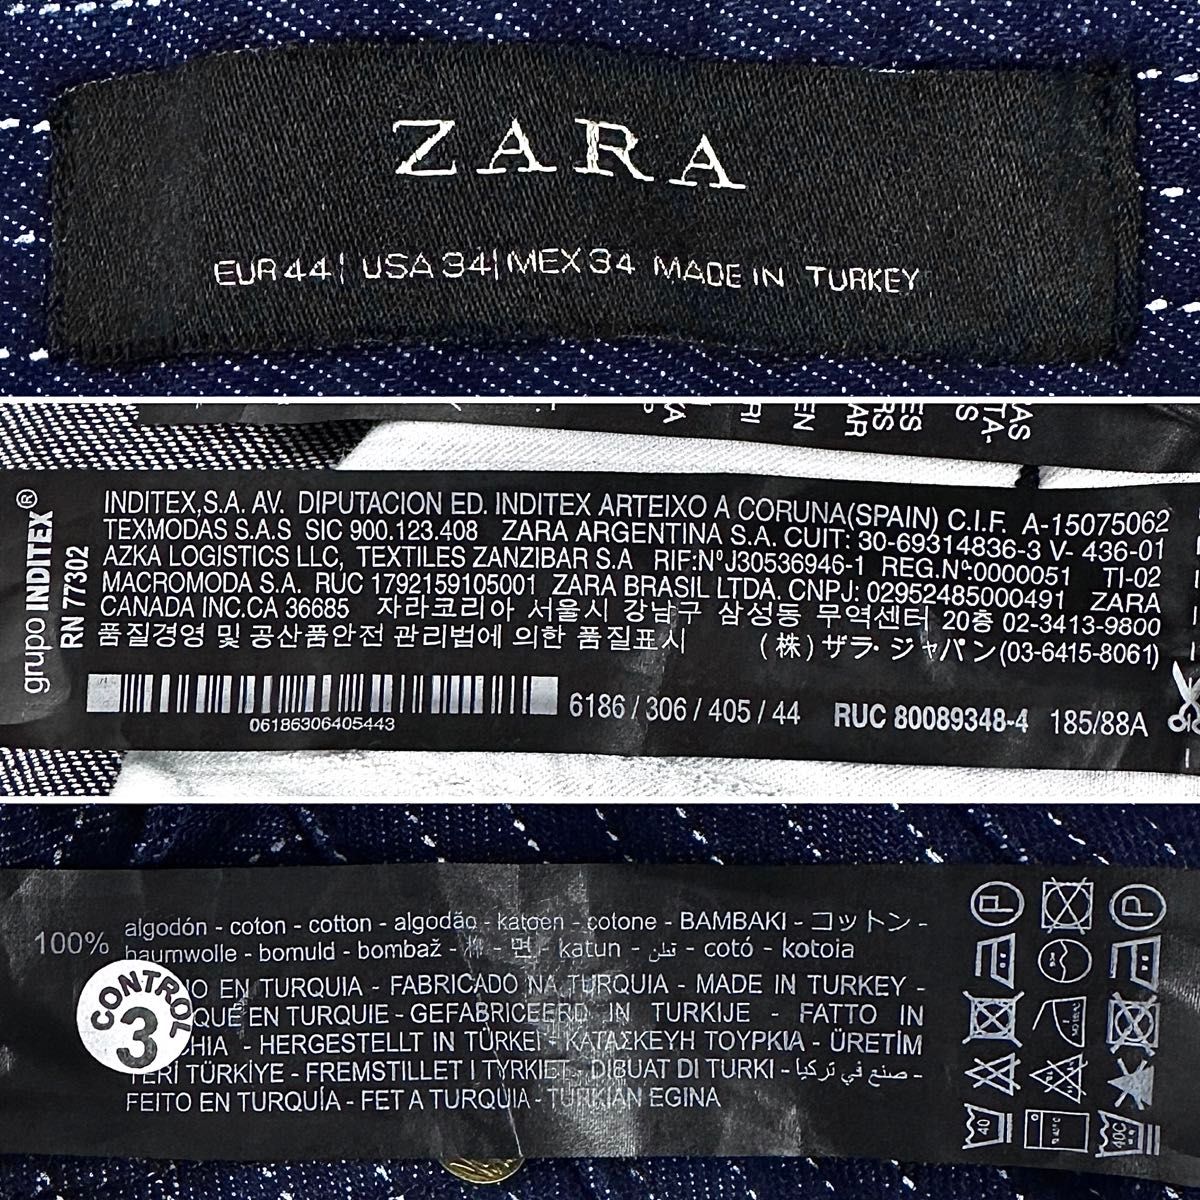 ZARA
EUR 44 | USA 34 | MEX 34 MADE IN TURKEY
grupo INDITEX®
RN 77302
INDITEX,S.A. AV. DIPUTACION ED. INDITEX ARTEIXO A CORUNA(SPAIN) C.I.F. A-15075062
TEXMODAS S.A.S SIC 900.123.408 ZARA ARGENTINA S.A. CUIT: 30-69314836-3 V- 436-01
AZKA LOGISTICS LLC, TEXTILES ZANZIBAR S.A RIF:Nº J30536946-1 REG.Nº:0000051 TI-02
MACROMODA S.A. RUC 1792159105001 ZARA BRASIL LTDA. CNPJ: 02952485000491 ZARA
CANADA INC.CA 36685 자라코리아 서울시 강남구 삼성동 무역센터 20층 02-3413-9800
품질경영 및 공산품안전 관리법에 의한 품질표시 (株) ザラ・ジャパン(03-6415-8061)
06186306405443
6186 / 306 / 405 / 44 RUC 80089348-4 185/88A
100% algodón - coton - cotton - algodão - katoen - cotone - BAMBAKI - コットン -
baumwolle - bomuld - bombaž - 棉 - 면 - katun - قطن - cotó - kotoia
EN TURQUIA - FABRICADO NA TURQUIA - MADE IN TURKEY -
EN TURQUIE - GEFABRICEERD IN TURKIJE - FATTO IN
- HERGESTELLT IN TÜRKEI - ΚΑΤΑΣΚΕΥΗ ΤΟΥΡΚΙΑ - ÜRETİM
YERİ TÜRKİYE - FREMSTILLET I TYRKIET - DIBUAT DI TURKI - صنع في تركيا -
FEITO EN TURQUÍA - FET A TURQUIA - TURKIAN EGINA
CONTROL
3